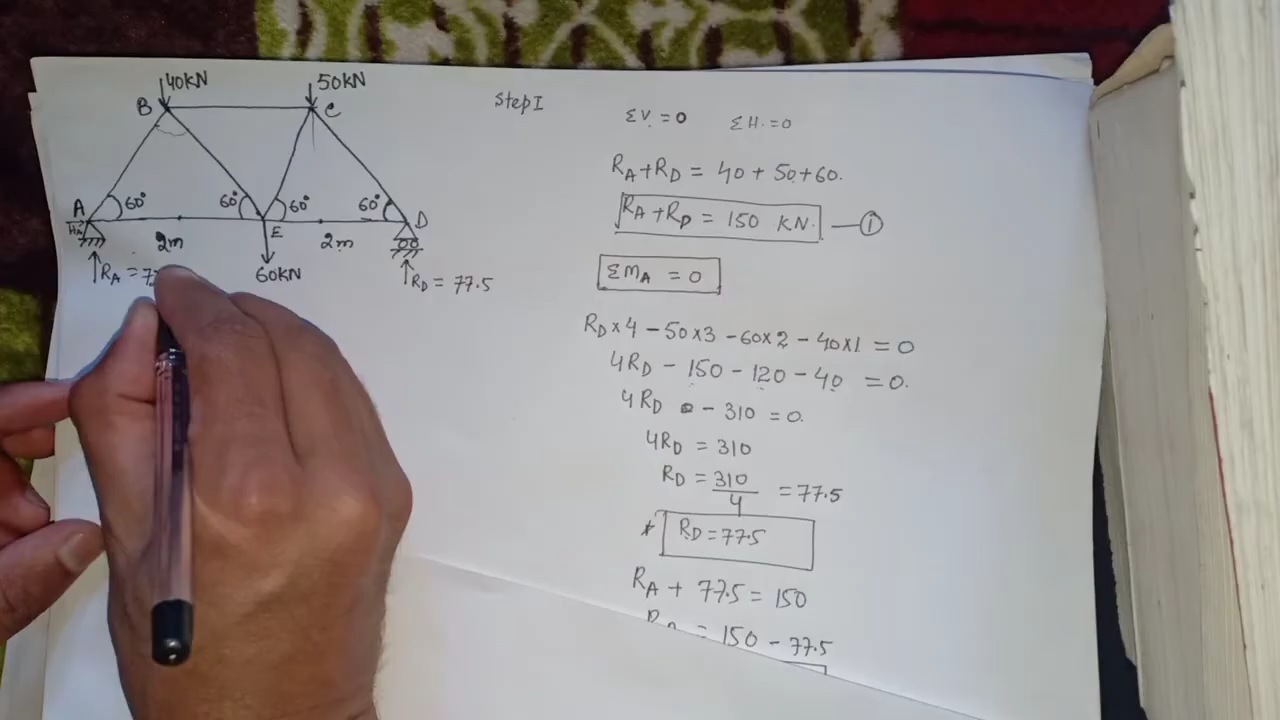 40KN
50KN
B
C
A
60°
60°
60°
60°
D
E
2m
2m
60KN
RA = 7
RD = 77.5
Step I
ΣV = 0 ΣH = 0
RA + RD = 40 + 50 + 60.
RA + RD = 150 KN. — ①
ΣMA = 0
RD × 4 - 50×3 - 60×2 - 40×1 = 0
4RD - 150 - 120 - 40 = 0.
4RD - 310 = 0.
4RD = 310
RD = 310/4 = 77.5
* RD = 77.5
RA + 77.5 = 150
= 150 - 77.5